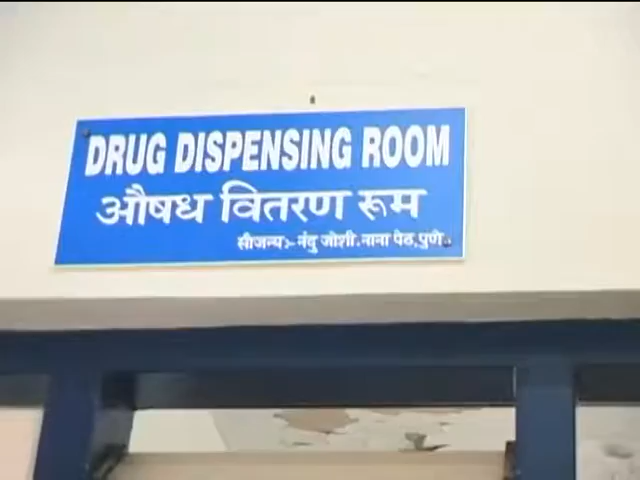 DRUG DISPENSING ROOM
औषध वितरण रूम
सौजन्य:- नंदु जोशी. नाना पेठ, पुणे.